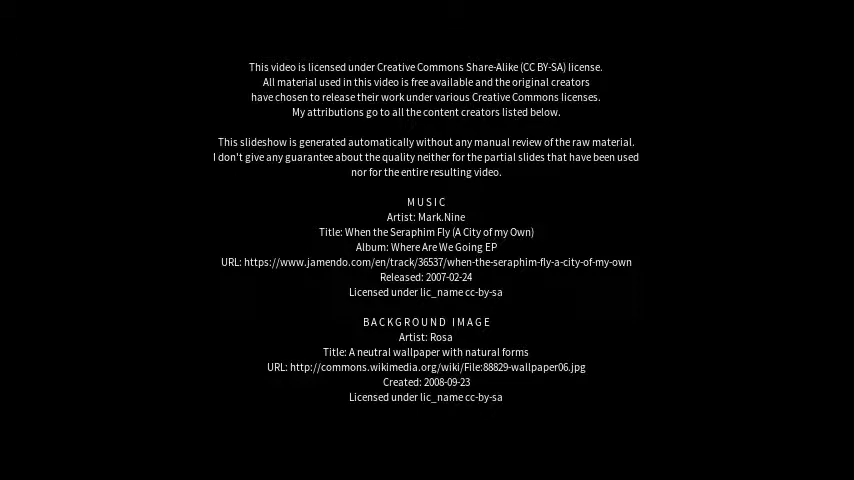 This video is licensed under Creative Commons Share-Alike (CC BY-SA) license.
All material used in this video is free available and the original creators
have chosen to release their work under various Creative Commons licenses.
My attributions go to all the content creators listed below.
This slideshow is generated automatically without any manual review of the raw material.
I don't give any guarantee about the quality neither for the partial slides that have been used
nor for the entire resulting video.
MUSIC
Artist: Mark.Nine
Title: When the Seraphim Fly (A City of my Own)
Album: Where Are We Going EP
URL: https://www.jamendo.com/en/track/36537/when-the-seraphim-fly-a-city-of-my-own
Released: 2007-02-24
Licensed under lic_name cc-by-sa
BACKGROUND IMAGE
Artist: Rosa
Title: A neutral wallpaper with natural forms
URL: http://commons.wikimedia.org/wiki/File:88829-wallpaper06.jpg
Created: 2008-09-23
Licensed under lic_name cc-by-sa